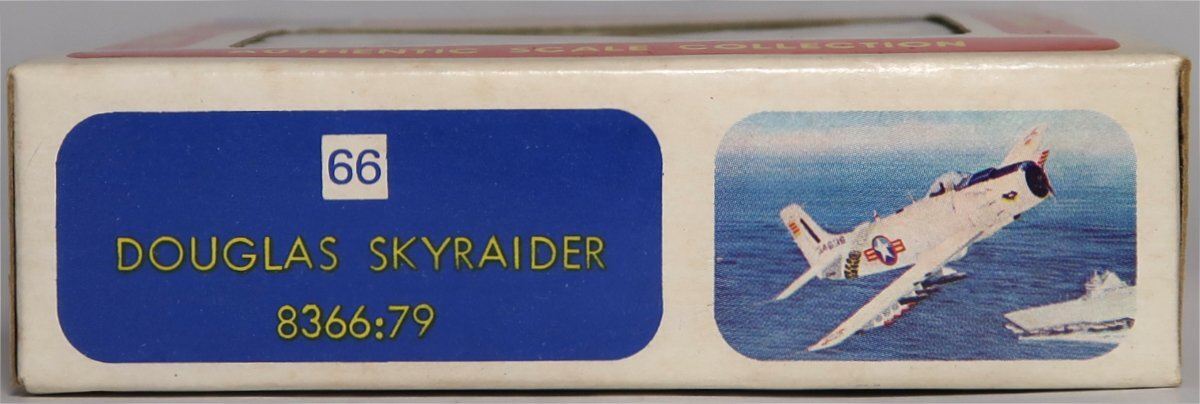 AUTHENTIC SCALE COLLECTION
66
DOUGLAS SKYRAIDER
8366:79